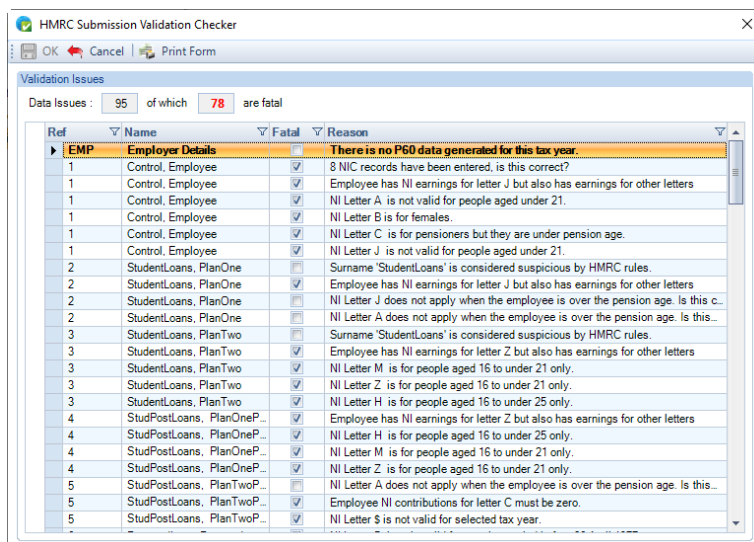 HMRC Submission Validation Checker
OK Cancel Print Form
Validation Issues
Data Issues : 95 of which 78 are fatal
Ref Name Fatal Reason
EMP Employer Details There is no P60 data generated for this tax year.
1 Control, Employee 8 NIC records have been entered, is this correct?
1 Control, Employee Employee has NI earnings for letter J but also has earnings for other letters
1 Control, Employee NI Letter A is not valid for people aged under 21.
1 Control, Employee NI Letter B is for females.
1 Control, Employee NI Letter C is for pensioners but they are under pension age.
1 Control, Employee NI Letter J is not valid for people aged under 21.
2 StudentLoans, PlanOne Surname 'StudentLoans' is considered suspicious by HMRC rules.
2 StudentLoans, PlanOne Employee has NI earnings for letter J but also has earnings for other letters
2 StudentLoans, PlanOne NI Letter J does not apply when the employee is over the pension age. Is this c...
2 StudentLoans, PlanOne NI Letter A does not apply when the employee is over the pension age. Is this...
3 StudentLoans, PlanTwo Surname 'StudentLoans' is considered suspicious by HMRC rules.
3 StudentLoans, PlanTwo Employee has NI earnings for letter Z but also has earnings for other letters
3 StudentLoans, PlanTwo NI Letter M is for people aged 16 to under 21 only.
3 StudentLoans, PlanTwo NI Letter Z is for people aged 16 to under 21 only.
3 StudentLoans, PlanTwo NI Letter H is for people aged 16 to under 25 only.
4 StudPostLoans, PlanOneP... Employee has NI earnings for letter Z but also has earnings for other letters
4 StudPostLoans, PlanOneP... NI Letter H is for people aged 16 to under 25 only.
4 StudPostLoans, PlanOneP... NI Letter M is for people aged 16 to under 21 only.
4 StudPostLoans, PlanOneP... NI Letter Z is for people aged 16 to under 21 only.
5 StudPostLoans, PlanTwoP... NI Letter A does not apply when the employee is over the pension age. Is this...
5 StudPostLoans, PlanTwoP... Employee NI contributions for letter C must be zero.
5 StudPostLoans, PlanTwoP... NI Letter $ is not valid for selected tax year.